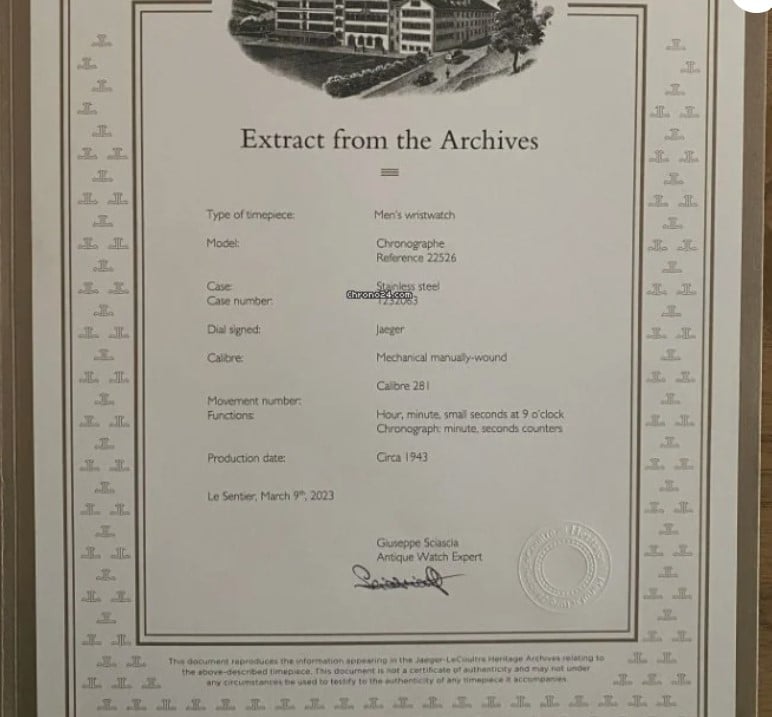 Extract from the Archives
Type of timepiece: Men's wristwatch
Model: Chronographe
Reference 22526
Case: Stainless steel
Chrono24.com
Case number: 1232083
Dial signed: Jaeger
Calibre: Mechanical manually-wound
Calibre 281
Movement number:
Functions: Hour, minute, small seconds at 9 o'clock
Chronograph: minute, seconds counters
Production date: Circa 1943
Le Sentier, March 9th, 2023
Giuseppe Sciascia
Antique Watch Expert
This document reproduces the information appearing in the Jaeger-LeCoultre Heritage Archives relating to
the above-described timepiece. This document is not a certificate of authenticity and may not under
any circumstances be used to testify to the authenticity of any timepiece it accompanies.